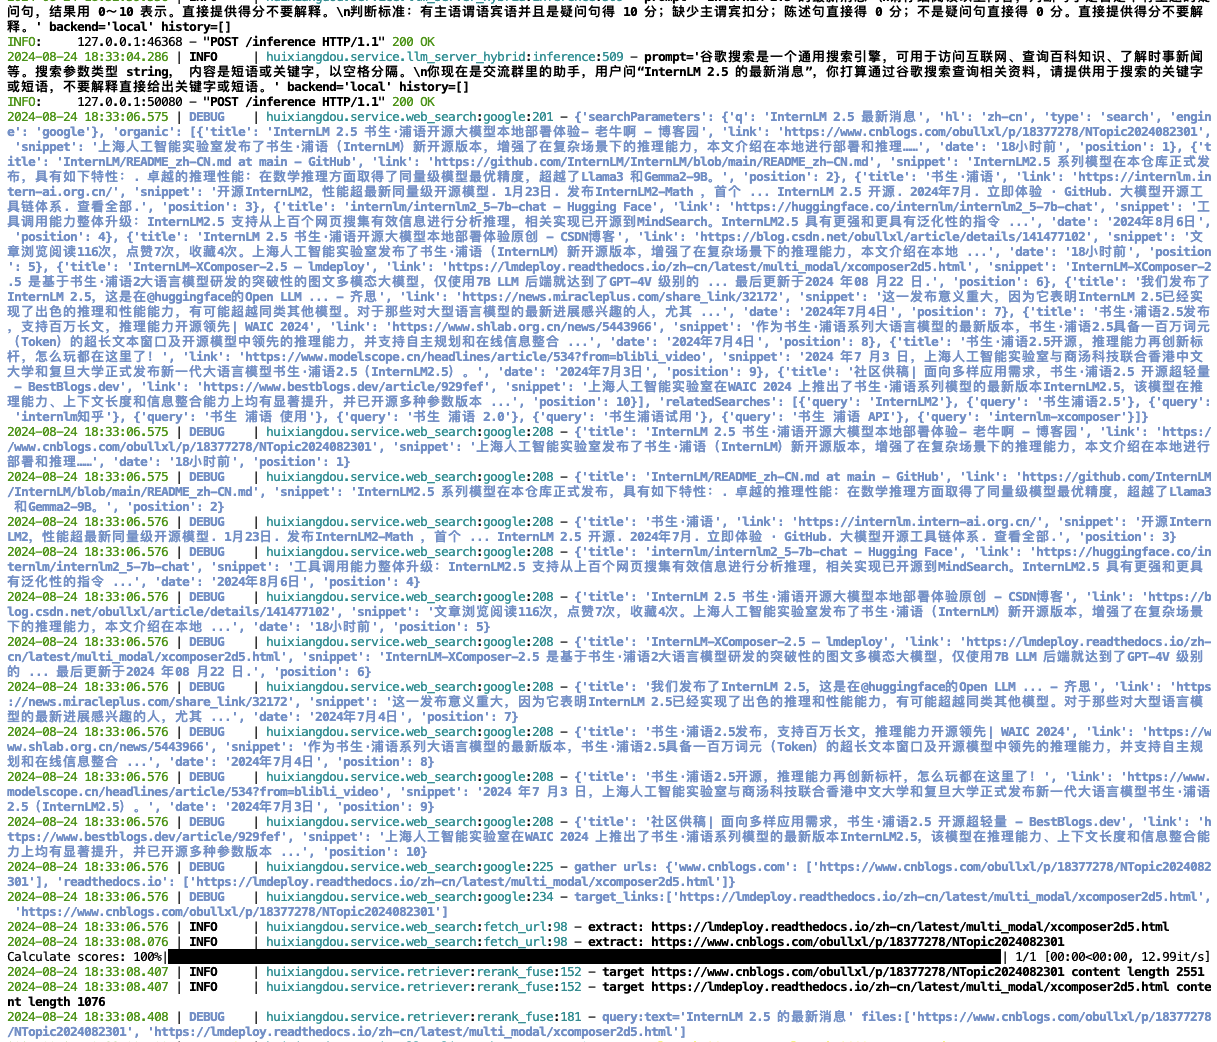 问句，结果用 0～10 表示。直接提供得分不要解释。\n判断标准：有主语谓语宾语并且是疑问句得 10 分；缺少主谓宾扣分；陈述句直接得 0 分；不是疑问句直接得 0 分。直接提供得分不要解
释。' backend='local' history=[]
INFO:     127.0.0.1:46368 - "POST /inference HTTP/1.1" 200 OK
2024-08-24 18:33:04.286 | INFO     | huixiangdou.service.llm_server_hybrid:inference:509 - prompt='谷歌搜索是一个通用搜索引擎，可用于访问互联网、查询百科知识、了解时事新闻
等。搜索参数类型 string， 内容是短语或关键字，以空格分隔。\n你现在是交流群里的助手，用户问“InternLM 2.5 的最新消息”，你打算通过谷歌搜索查询相关资料，请提供用于搜索的关键字
或短语，不要解释直接给出关键字或短语。' backend='local' history=[]
INFO:     127.0.0.1:50080 - "POST /inference HTTP/1.1" 200 OK
2024-08-24 18:33:06.575 | DEBUG    | huixiangdou.service.web_search:google:201 - {'searchParameters': {'q': 'InternLM 2.5 最新消息', 'hl': 'zh-cn', 'type': 'search', 'engin
e': 'google'}, 'organic': [{'title': 'InternLM 2.5 书生·浦语开源大模型本地部署体验- 老牛啊 - 博客园', 'link': 'https://www.cnblogs.com/obullxl/p/18377278/NTopic2024082301',
 'snippet': '上海人工智能实验室发布了书生·浦语（InternLM）新开源版本，增强了在复杂场景下的推理能力，本文介绍在本地进行部署和推理……', 'date': '18小时前', 'position': 1}, {'t
itle': 'InternLM/README_zh-CN.md at main - GitHub', 'link': 'https://github.com/InternLM/InternLM/blob/main/README_zh-CN.md', 'snippet': 'InternLM2.5 系列模型在本仓库正式发
布，具有如下特性：. 卓越的推理性能：在数学推理方面取得了同量级模型最优精度，超越了Llama3 和Gemma2-9B。', 'position': 2}, {'title': '书生·浦语', 'link': 'https://internlm.in
tern-ai.org.cn/', 'snippet': '开源InternLM2，性能超最新同量级开源模型. 1月23日. 发布InternLM2-Math ，首个 ... InternLM 2.5 开源. 2024年7月. 立即体验 · GitHub. 大模型开源工
具链体系. 查看全部.', 'position': 3}, {'title': 'internlm/internlm2_5-7b-chat - Hugging Face', 'link': 'https://huggingface.co/internlm/internlm2_5-7b-chat', 'snippet': '工
具调用能力整体升级：InternLM2.5 支持从上百个网页搜集有效信息进行分析推理，相关实现已开源到MindSearch。InternLM2.5 具有更强和更具有泛化性的指令 ...', 'date': '2024年8月6日',
 'position': 4}, {'title': 'InternLM 2.5 书生·浦语开源大模型本地部署体验原创 - CSDN博客', 'link': 'https://blog.csdn.net/obullxl/article/details/141477102', 'snippet': '文
章浏览阅读116次，点赞7次，收藏4次。上海人工智能实验室发布了书生·浦语（InternLM）新开源版本，增强了在复杂场景下的推理能力，本文介绍在本地 ...', 'date': '18小时前', 'position
': 5}, {'title': 'InternLM-XComposer-2.5 — lmdeploy', 'link': 'https://lmdeploy.readthedocs.io/zh-cn/latest/multi_modal/xcomposer2d5.html', 'snippet': 'InternLM-XComposer-2
.5 是基于书生·浦语2大语言模型研发的突破性的图文多模态大模型，仅使用7B LLM 后端就达到了GPT-4V 级别的 ... 最后更新于2024 年 08 月 22 日.', 'position': 6}, {'title': '我们发布了
InternLM 2.5，这是在@huggingface的Open LLM ... - 齐思', 'link': 'https://news.miracleplus.com/share_link/32172', 'snippet': '这一发布意义重大，因为它表明InternLM 2.5已经实
现了出色的推理和性能能力，有可能超越同类其他模型。对于那些对大型语言模型的最新进展感兴趣的人，尤其 ...', 'date': '2024年7月4日', 'position': 7}, {'title': '书生·浦语2.5发布
，支持百万长文，推理能力开源领先| WAIC 2024', 'link': 'https://www.shlab.org.cn/news/5443966', 'snippet': '作为书生·浦语系列大语言模型的最新版本，书生·浦语2.5具备一百万词元
（Token）的超长文本窗口及开源模型中领先的推理能力，并支持自主规划和在线信息整合 ...', 'date': '2024年7月4日', 'position': 8}, {'title': '书生·浦语2.5开源，推理能力再创新标
杆，怎么玩都在这里了！', 'link': 'https://www.modelscope.cn/headlines/article/534?from=blibli_video', 'snippet': '2024 年 7 月 3 日，上海人工智能实验室与商汤科技联合香港中文
大学和复旦大学正式发布新一代大语言模型书生·浦语2.5（InternLM2.5）。', 'date': '2024年7月3日', 'position': 9}, {'title': '社区供稿| 面向多样应用需求，书生·浦语2.5 开源超轻量
 - BestBlogs.dev', 'link': 'https://www.bestblogs.dev/article/929fef', 'snippet': '上海人工智能实验室在WAIC 2024 上推出了书生·浦语系列模型的最新版本InternLM2.5，该模型在推
理能力、上下文长度和信息整合能力上均有显著提升，并已开源多种参数版本 ...', 'position': 10}], 'relatedSearches': [{'query': 'InternLM2'}, {'query': '书生浦语2.5'}, {'query':
 'internlm知乎'}, {'query': '书生 浦语 使用'}, {'query': '书生 浦语 2.0'}, {'query': '书生浦语试用'}, {'query': '书生 浦语 API'}, {'query': 'internlm-xcomposer'}]}
2024-08-24 18:33:06.575 | DEBUG    | huixiangdou.service.web_search:google:208 - {'title': 'InternLM 2.5 书生·浦语开源大模型本地部署体验- 老牛啊 - 博客园', 'link': 'https:/
/www.cnblogs.com/obullxl/p/18377278/NTopic2024082301', 'snippet': '上海人工智能实验室发布了书生·浦语（InternLM）新开源版本，增强了在复杂场景下的推理能力，本文介绍在本地进行
部署和推理……', 'date': '18小时前', 'position': 1}
2024-08-24 18:33:06.575 | DEBUG    | huixiangdou.service.web_search:google:208 - {'title': 'InternLM/README_zh-CN.md at main - GitHub', 'link': 'https://github.com/InternLM
/InternLM/blob/main/README_zh-CN.md', 'snippet': 'InternLM2.5 系列模型在本仓库正式发布，具有如下特性：. 卓越的推理性能：在数学推理方面取得了同量级模型最优精度，超越了Llama3
 和Gemma2-9B。', 'position': 2}
2024-08-24 18:33:06.576 | DEBUG    | huixiangdou.service.web_search:google:208 - {'title': '书生·浦语', 'link': 'https://internlm.intern-ai.org.cn/', 'snippet': '开源Intern
LM2，性能超最新同量级开源模型. 1月23日. 发布InternLM2-Math ，首个 ... InternLM 2.5 开源. 2024年7月. 立即体验 · GitHub. 大模型开源工具链体系. 查看全部.', 'position': 3}
2024-08-24 18:33:06.576 | DEBUG    | huixiangdou.service.web_search:google:208 - {'title': 'internlm/internlm2_5-7b-chat - Hugging Face', 'link': 'https://huggingface.co/in
ternlm/internlm2_5-7b-chat', 'snippet': '工具调用能力整体升级：InternLM2.5 支持从上百个网页搜集有效信息进行分析推理，相关实现已开源到MindSearch。InternLM2.5 具有更强和更具
有泛化性的指令 ...', 'date': '2024年8月6日', 'position': 4}
2024-08-24 18:33:06.576 | DEBUG    | huixiangdou.service.web_search:google:208 - {'title': 'InternLM 2.5 书生·浦语开源大模型本地部署体验原创 - CSDN博客', 'link': 'https://b
log.csdn.net/obullxl/article/details/141477102', 'snippet': '文章浏览阅读116次，点赞7次，收藏4次。上海人工智能实验室发布了书生·浦语（InternLM）新开源版本，增强了在复杂场景
下的推理能力，本文介绍在本地 ...', 'date': '18小时前', 'position': 5}
2024-08-24 18:33:06.576 | DEBUG    | huixiangdou.service.web_search:google:208 - {'title': 'InternLM-XComposer-2.5 — lmdeploy', 'link': 'https://lmdeploy.readthedocs.io/zh-
cn/latest/multi_modal/xcomposer2d5.html', 'snippet': 'InternLM-XComposer-2.5 是基于书生·浦语2大语言模型研发的突破性的图文多模态大模型，仅使用7B LLM 后端就达到了GPT-4V 级别
的 ... 最后更新于2024 年 08 月 22 日.', 'position': 6}
2024-08-24 18:33:06.576 | DEBUG    | huixiangdou.service.web_search:google:208 - {'title': '我们发布了InternLM 2.5，这是在@huggingface的Open LLM ... - 齐思', 'link': 'https
://news.miracleplus.com/share_link/32172', 'snippet': '这一发布意义重大，因为它表明InternLM 2.5已经实现了出色的推理和性能能力，有可能超越同类其他模型。对于那些对大型语言模
型的最新进展感兴趣的人，尤其 ...', 'date': '2024年7月4日', 'position': 7}
2024-08-24 18:33:06.576 | DEBUG    | huixiangdou.service.web_search:google:208 - {'title': '书生·浦语2.5发布，支持百万长文，推理能力开源领先| WAIC 2024', 'link': 'https://w
ww.shlab.org.cn/news/5443966', 'snippet': '作为书生·浦语系列大语言模型的最新版本，书生·浦语2.5具备一百万词元（Token）的超长文本窗口及开源模型中领先的推理能力，并支持自主规
划和在线信息整合 ...', 'date': '2024年7月4日', 'position': 8}
2024-08-24 18:33:06.576 | DEBUG    | huixiangdou.service.web_search:google:208 - {'title': '书生·浦语2.5开源，推理能力再创新标杆，怎么玩都在这里了！', 'link': 'https://www.
modelscope.cn/headlines/article/534?from=blibli_video', 'snippet': '2024 年 7 月 3 日，上海人工智能实验室与商汤科技联合香港中文大学和复旦大学正式发布新一代大语言模型书生·浦语
2.5（InternLM2.5）。', 'date': '2024年7月3日', 'position': 9}
2024-08-24 18:33:06.576 | DEBUG    | huixiangdou.service.web_search:google:208 - {'title': '社区供稿| 面向多样应用需求，书生·浦语2.5 开源超轻量 - BestBlogs.dev', 'link': 'h
ttps://www.bestblogs.dev/article/929fef', 'snippet': '上海人工智能实验室在WAIC 2024 上推出了书生·浦语系列模型的最新版本InternLM2.5，该模型在推理能力、上下文长度和信息整合能
力上均有显著提升，并已开源多种参数版本 ...', 'position': 10}
2024-08-24 18:33:06.576 | DEBUG    | huixiangdou.service.web_search:google:225 - gather urls: {'www.cnblogs.com': ['https://www.cnblogs.com/obullxl/p/18377278/NTopic2024082
301'], 'readthedocs.io': ['https://lmdeploy.readthedocs.io/zh-cn/latest/multi_modal/xcomposer2d5.html']}
2024-08-24 18:33:06.576 | DEBUG    | huixiangdou.service.web_search:google:234 - target_links:['https://lmdeploy.readthedocs.io/zh-cn/latest/multi_modal/xcomposer2d5.html',
 'https://www.cnblogs.com/obullxl/p/18377278/NTopic2024082301']
2024-08-24 18:33:06.576 | INFO     | huixiangdou.service.web_search:fetch_url:98 - extract: https://lmdeploy.readthedocs.io/zh-cn/latest/multi_modal/xcomposer2d5.html
2024-08-24 18:33:08.076 | INFO     | huixiangdou.service.web_search:fetch_url:98 - extract: https://www.cnblogs.com/obullxl/p/18377278/NTopic2024082301
Calculate scores: 100%| | 1/1 [00:00<00:00, 12.99it/s]
2024-08-24 18:33:08.407 | INFO     | huixiangdou.service.retriever:rerank_fuse:152 - target https://www.cnblogs.com/obullxl/p/18377278/NTopic2024082301 content length 2551
2024-08-24 18:33:08.407 | INFO     | huixiangdou.service.retriever:rerank_fuse:152 - target https://lmdeploy.readthedocs.io/zh-cn/latest/multi_modal/xcomposer2d5.html conte
nt length 1076
2024-08-24 18:33:08.408 | DEBUG    | huixiangdou.service.retriever:rerank_fuse:181 - query:text='InternLM 2.5 的最新消息' files:['https://www.cnblogs.com/obullxl/p/18377278
/NTopic2024082301', 'https://lmdeploy.readthedocs.io/zh-cn/latest/multi_modal/xcomposer2d5.html']